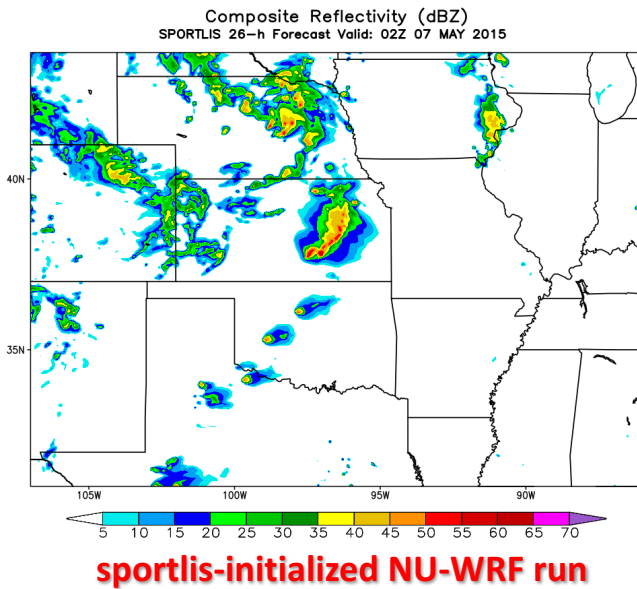 Composite Reflectivity (dBZ)
SPORTLIS 26-h Forecast Valid: 02Z 07 MAY 2015
40N
35N
105W 100W 95W 90W
5 10 15 20 25 30 35 40 45 50 55 60 65 70
sportlis-initialized NU-WRF run